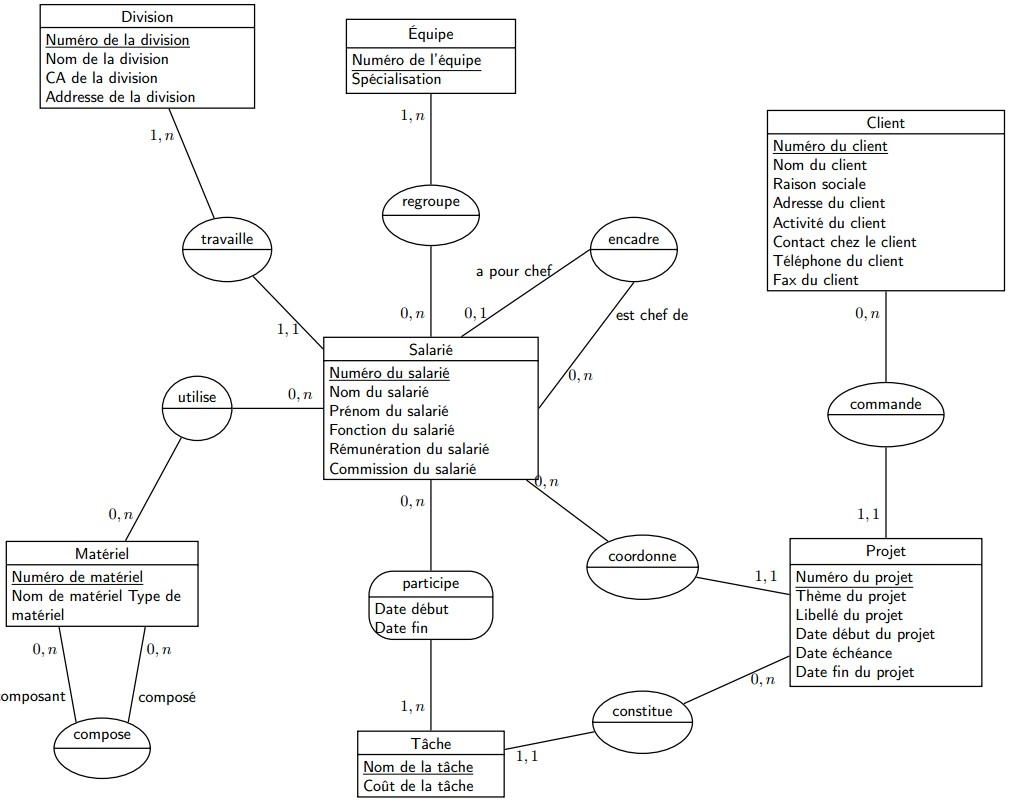 Division
Numéro de la division
Nom de la division
CA de la division
Addresse de la division
1, n
Équipe
Numéro de l'équipe
Spécialisation
1, n
Client
Numéro du client
Nom du client
Raison sociale
Adresse du client
Activité du client
Contact chez le client
Téléphone du client
Fax du client
0, n
travaille
1, 1
regroupe
0, n
encadre
a pour chef
0, 1
est chef de
0, n
Salarié
Numéro du salarié
Nom du salarié
Prénom du salarié
Fonction du salarié
Rémunération du salarié
Commission du salarié
utilise
0, n
0, n
commande
1, 1
0, n
0, n
coordonne
1, 1
Matériel
Numéro de matériel
Nom de matériel Type de
matériel
0, n
0, n
composant
composé
compose
participe
Date début
Date fin
1, n
Projet
Numéro du projet
Thème du projet
Libellé du projet
Date début du projet
Date échéance
Date fin du projet
0, n
constitue
1, 1
Tâche
Nom de la tâche
Coût de la tâche